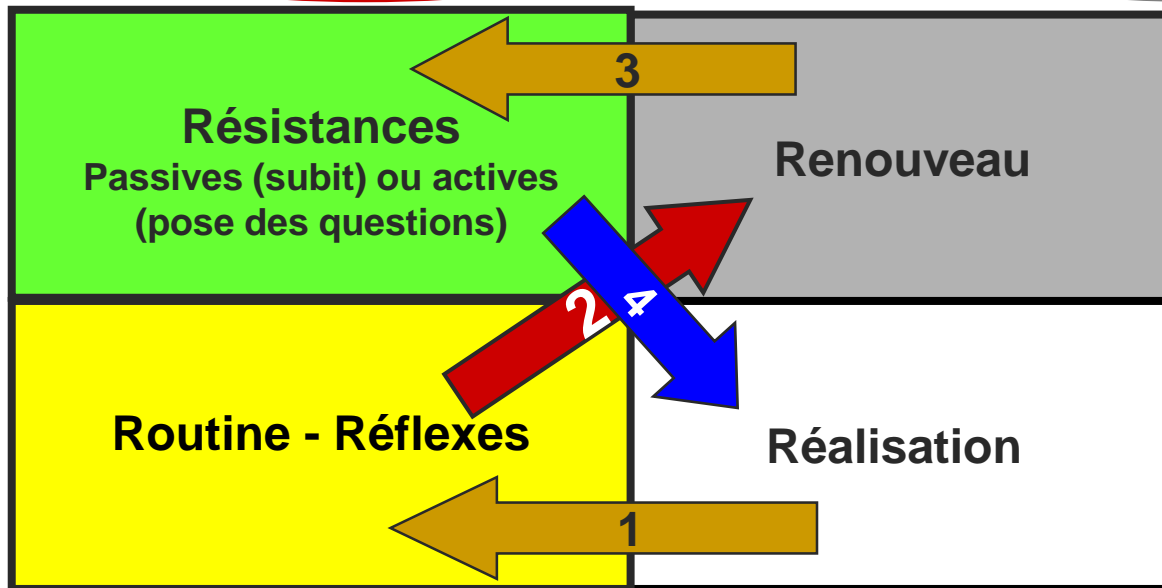 3
Résistances
Passives (subit) ou actives
(pose des questions)
Renouveau
2
4
Routine - Réflexes
Réalisation
1